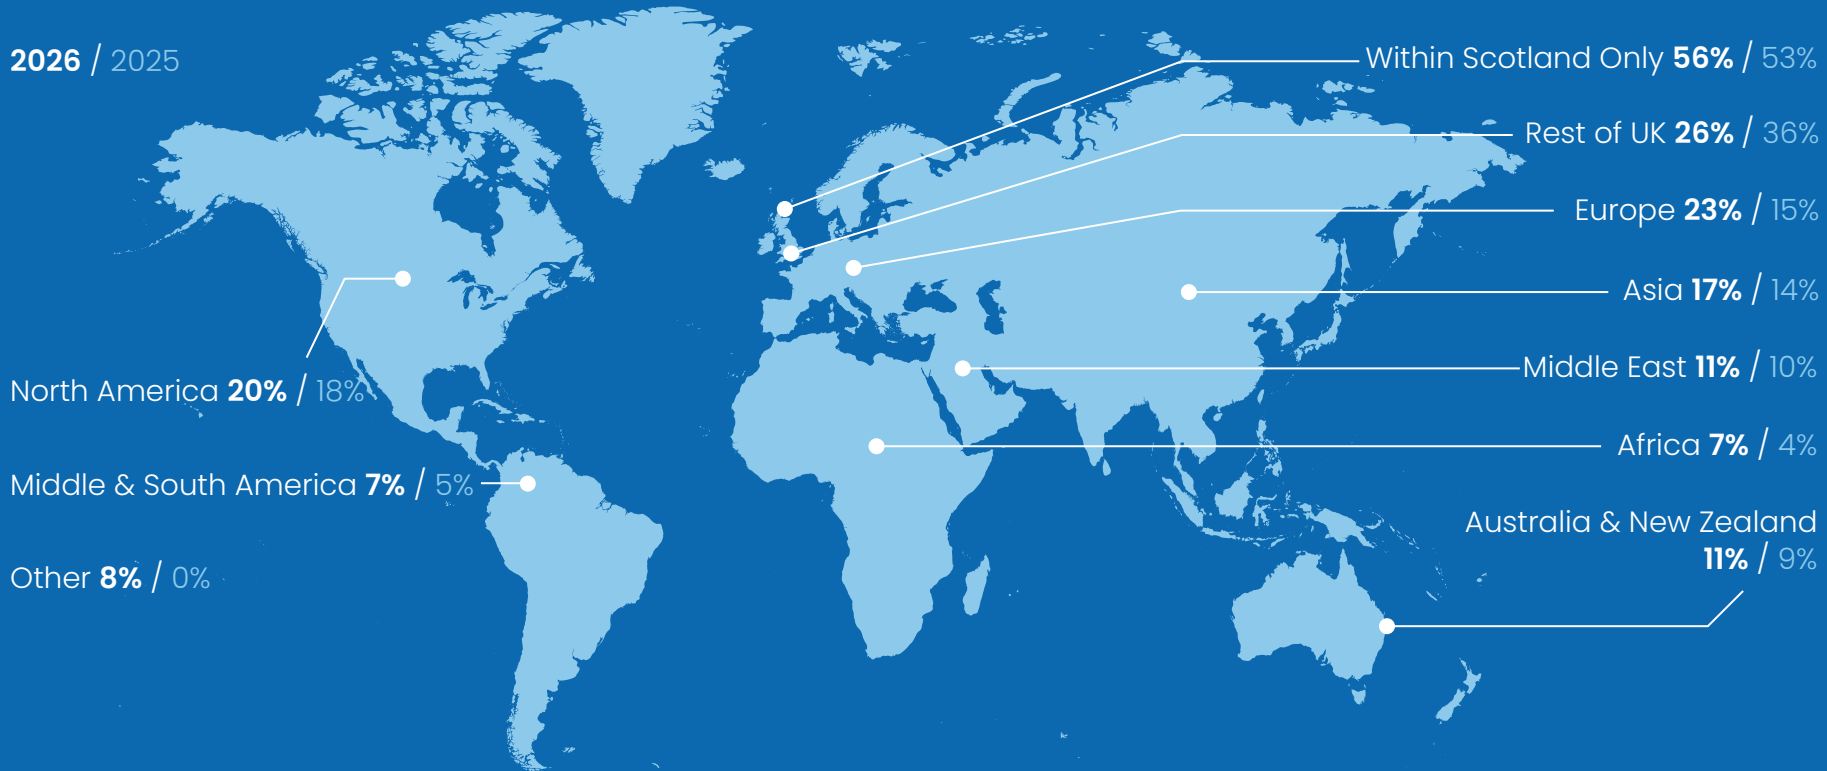 2026 / 2025
Within Scotland Only 56% / 53%
Rest of UK 26% / 36%
Europe 23% / 15%
Asia 17% / 14%
Middle East 11% / 10%
North America 20% / 18%
Africa 7% / 4%
Middle & South America 7% / 5%
Australia & New Zealand
11% / 9%
Other 8% / 0%